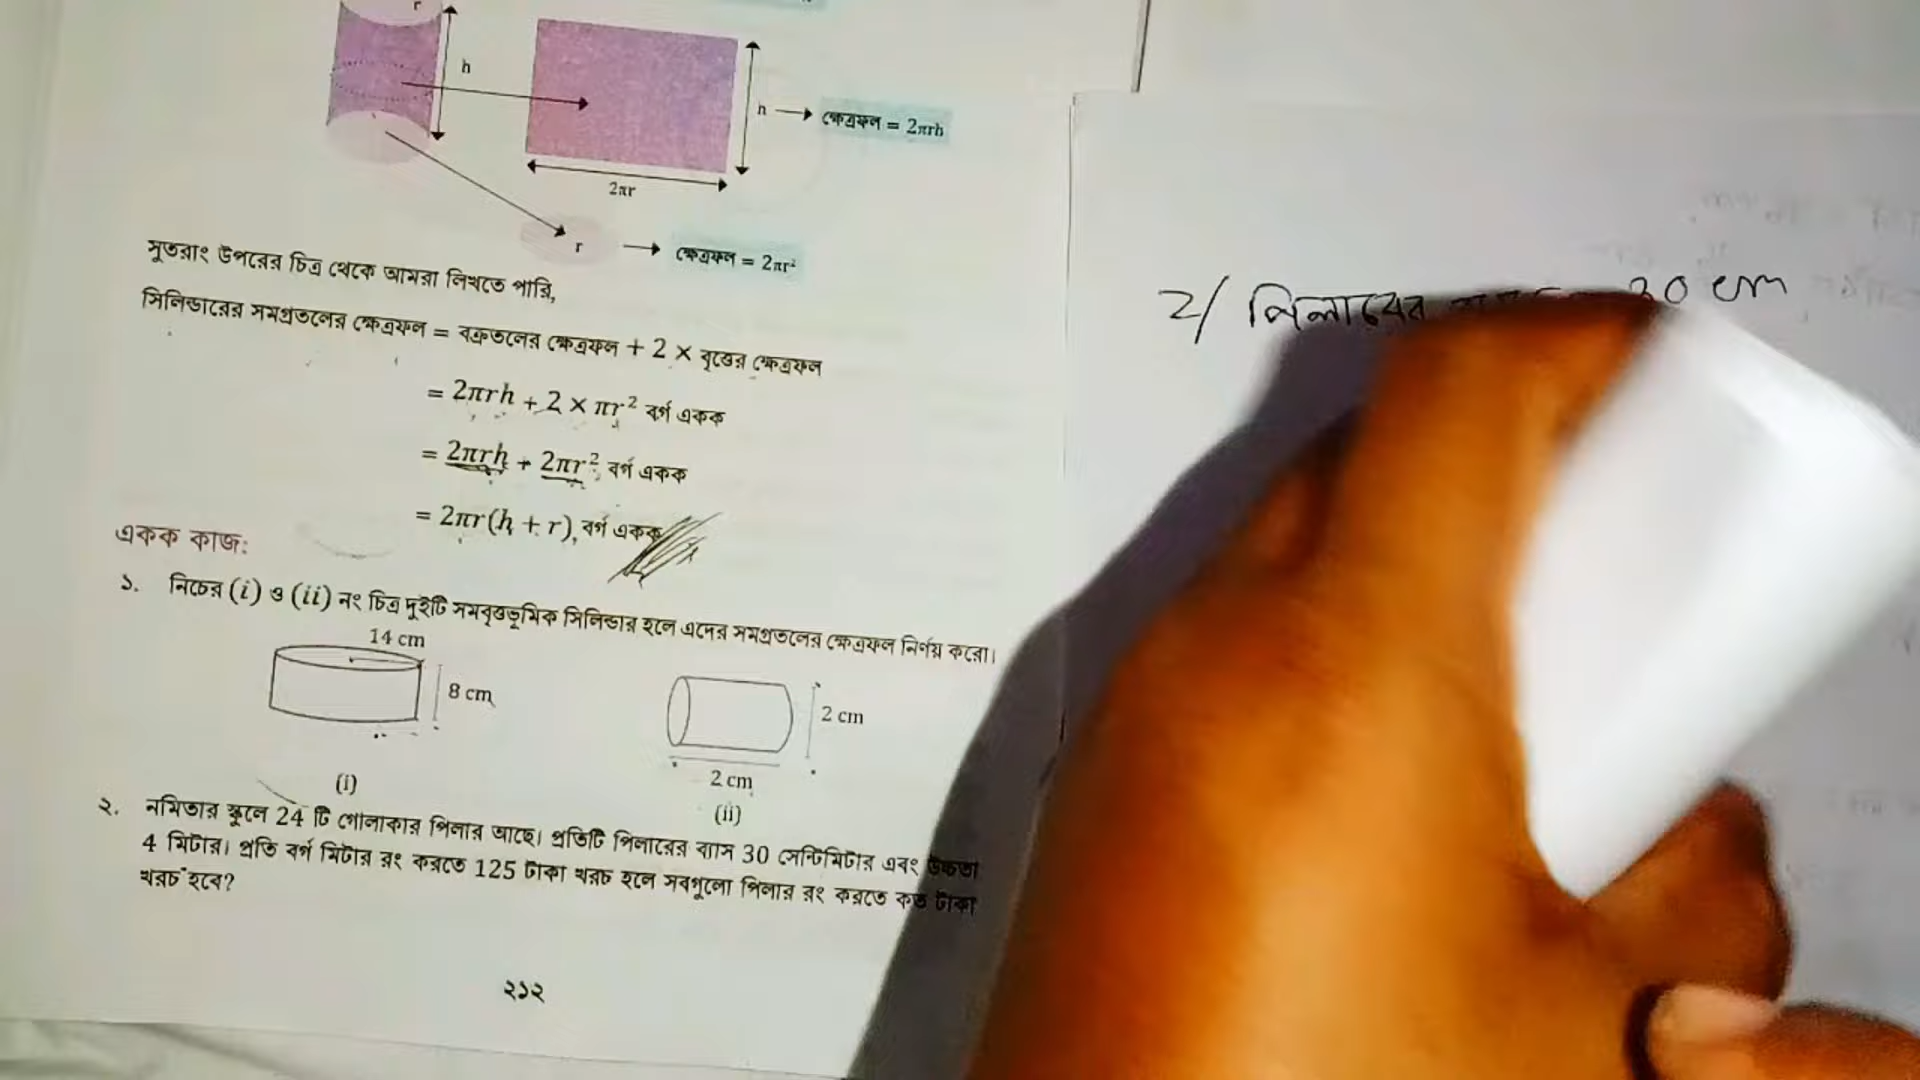 r
h
h
ক্ষেত্রফল = 2πrh
2πr
r
ক্ষেত্রফল = 2πr²
সুতরাং উপরের চিত্র থেকে আমরা লিখতে পারি,
সিলিন্ডারের সমগ্রতলের ক্ষেত্রফল = বক্রতলের ক্ষেত্রফল + 2 × বৃত্তের ক্ষেত্রফল
= 2πrh + 2 × πr² বর্গ একক
= 2πrh + 2πr², বর্গ একক
= 2πr(h + r), বর্গ একক
একক কাজ:
১. নিচের (i) ও (ii) নং চিত্র দুইটি সমবৃত্তভূমিক সিলিন্ডার হলে এদের সমগ্রতলের ক্ষেত্রফল নির্ণয় করো।
14 cm
8 cm
2 cm
2 cm
(i)
(ii)
২. নমিতার স্কুলে 24 টি গোলাকার পিলার আছে। প্রতিটি পিলারের ব্যাস 30 সেন্টিমিটার এবং উচ্চতা
4 মিটার। প্রতি বর্গ মিটার রং করতে 125 টাকা খরচ হলে সবগুলো পিলার রং করতে কত টাকা
খরচ হবে?
২১২
2/ পিলারের 30 cm